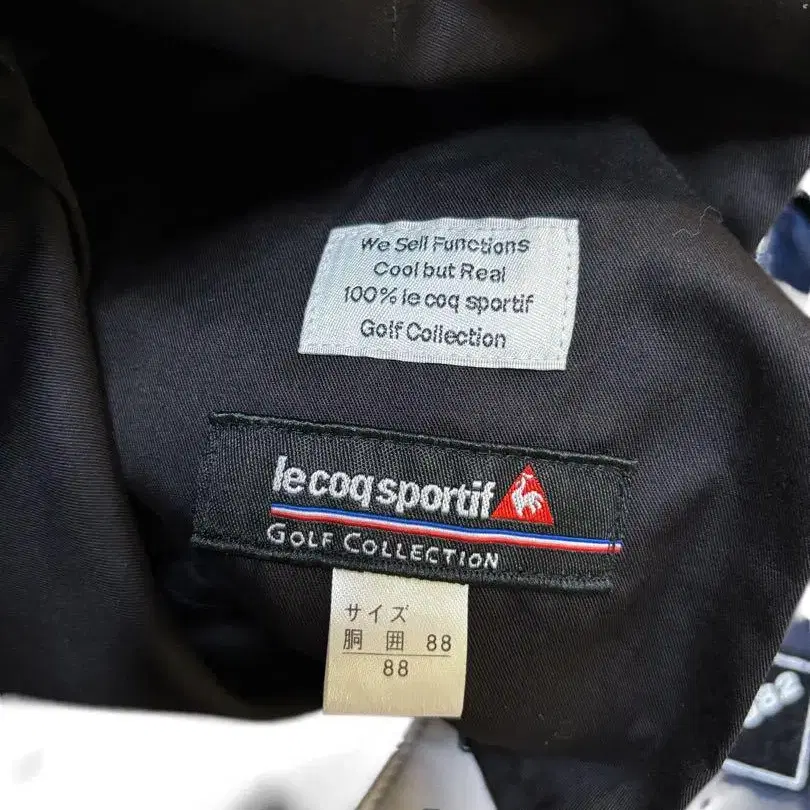 We Sell Functions
Cool but Real
100% le coq sportif
Golf Collection
le coq sportif
GOLF COLLECTION
サイズ
胴 囲 88
88